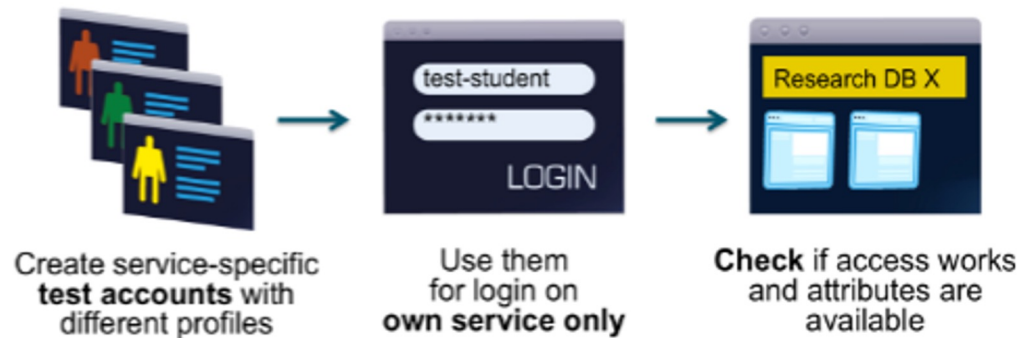 test-student
*******
LOGIN
Research DB X
Create service-specific
test accounts with
different profiles
Use them
for login on
own service only
Check if access works
and attributes are
available